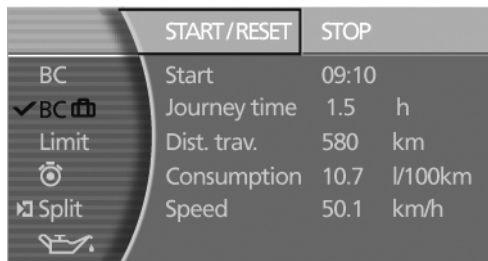 START/RESET STOP
BC Start 09:10
BC Journey time 1.5 h
Limit Dist. trav. 580 km
Consumption 10.7 l/100km
Split Speed 50.1 km/h